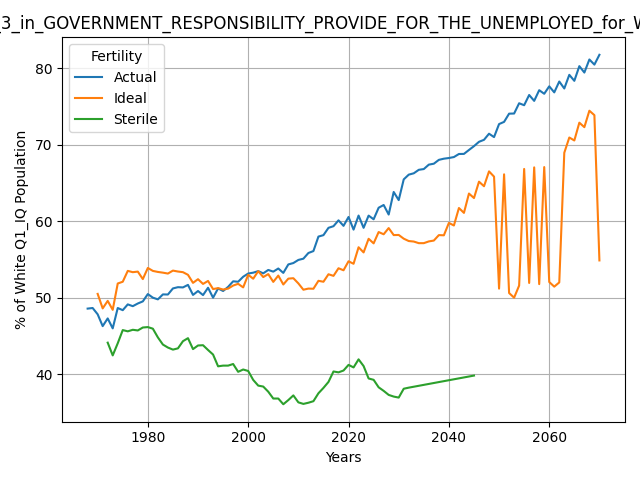 _3_in_GOVERNMENT_RESPONSIBILITY_PROVIDE_FOR_THE_UNEMPLOYED_for_W
Fertility
Actual
Ideal
Sterile
80
70
60
50
40
% of White Q1_IQ Population
1980
2000
2020
2040
2060
Years